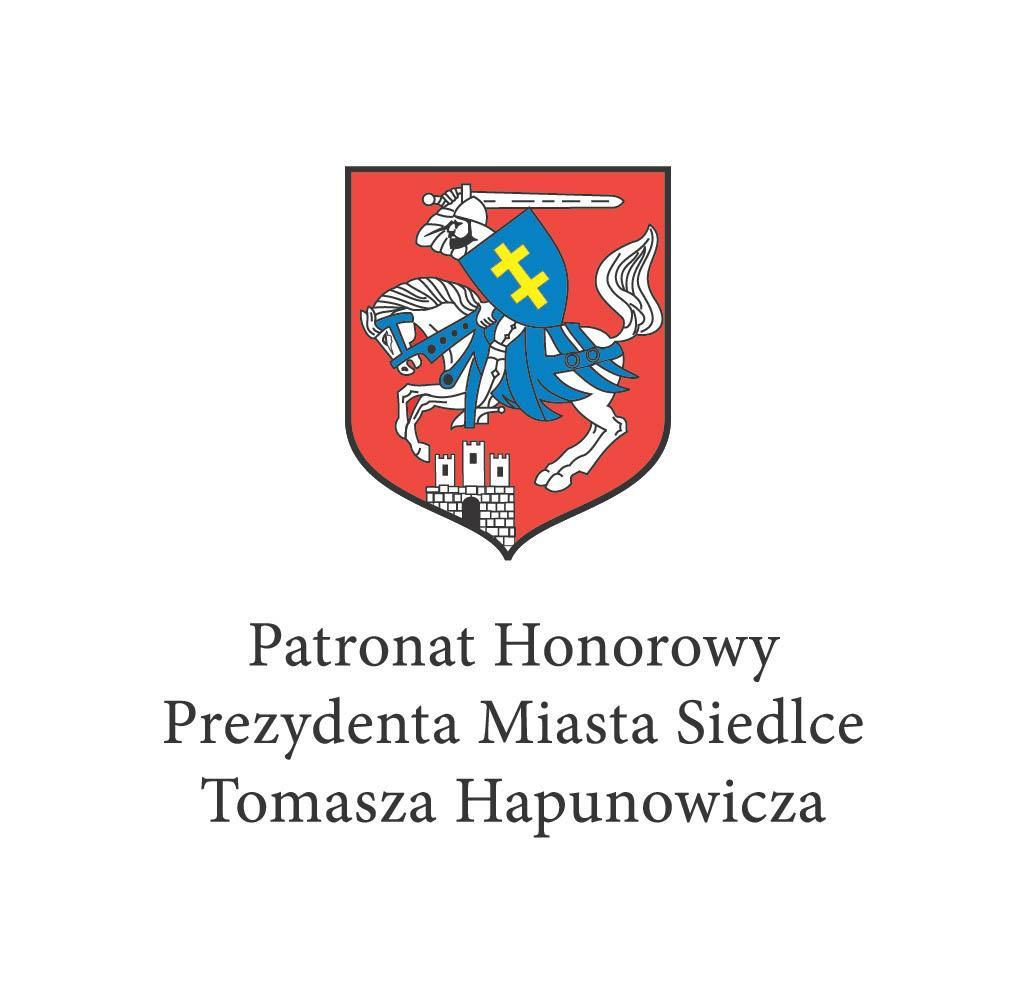 Patronat Honorowy
Prezydenta Miasta Siedlce
Tomasza Hapunowicza